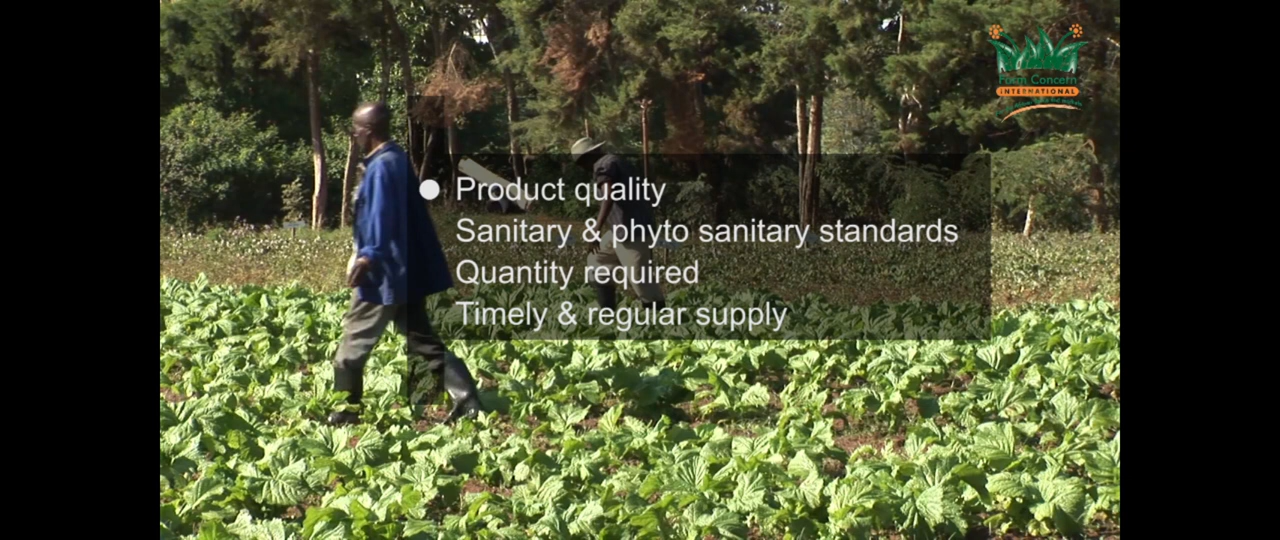 Farm Concern
INTERNATIONAL
Product quality
Sanitary & phyto sanitary standards
Quantity required
Timely & regular supply